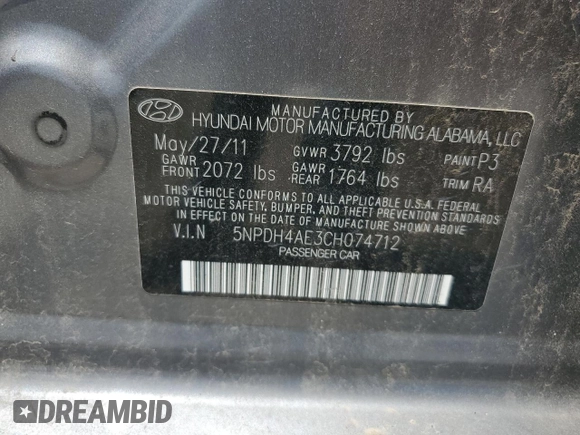 MANUFACTURED BY
HYUNDAI MOTOR MANUFACTURING ALABAMA, LLC
May/27/11 GVWR 3792 lbs PAINT P3
GAWR FRONT 2072 lbs GAWR REAR 1764 lbs TRIM RA
THIS VEHICLE CONFORMS TO ALL APPLICABLE U.S.A. FEDERAL
MOTOR VEHICLE SAFETY, BUMPER, AND THEFT PREVENTION
STANDARDS IN EFFECT ON THE DATE OF MANUFACTURE SHOWN ABOVE.
V.I.N 5NPDH4AE3CH074712
PASSENGER CAR
DREAMBID